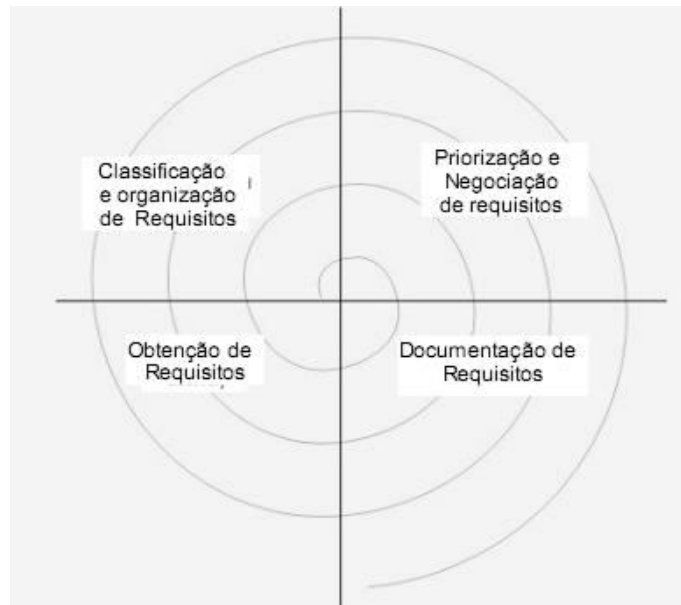 Classificação
e organização
de Requisitos
Priorização e
Negociação
de requisitos
Obtenção de
Requisitos
Documentação de
Requisitos